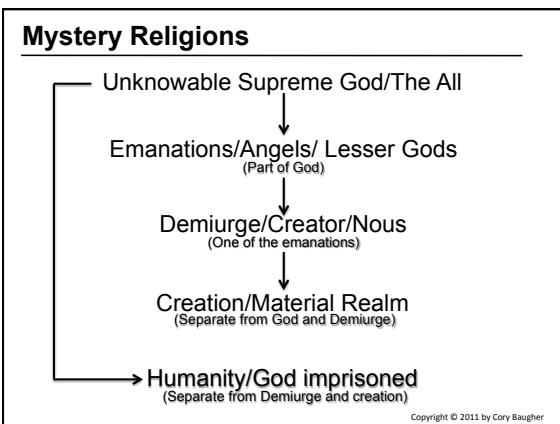 Mystery Religions
Unknowable Supreme God/The All
Emanations/Angels/ Lesser Gods
(Part of God)
Demiurge/Creator/Nous
(One of the emanations)
Creation/Material Realm
(Separate from God and Demiurge)
Humanity/God imprisoned
(Separate from Demiurge and creation)
Copyright © 2011 by Cory Baugher